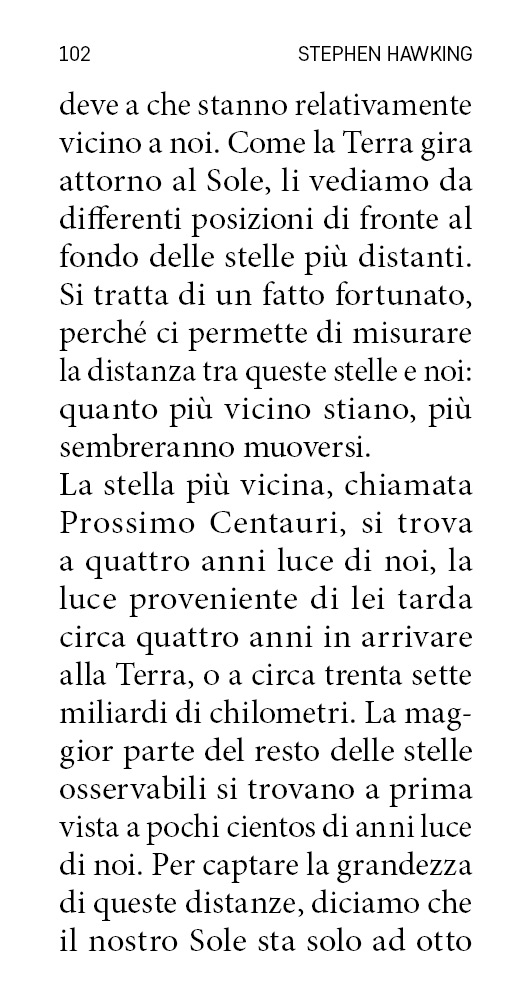 102 STEPHEN HAWKING
deve a che stanno relativamente
vicino a noi. Come la Terra gira
attorno al Sole, li vediamo da
differenti posizioni di fronte al
fondo delle stelle più distanti.
Si tratta di un fatto fortunato,
perché ci permette di misurare
la distanza tra queste stelle e noi:
quanto più vicino stiano, più
sembreranno muoversi.
La stella più vicina, chiamata
Prossimo Centauri, si trova
a quattro anni luce di noi, la
luce proveniente di lei tarda
circa quattro anni in arrivare
alla Terra, o a circa trenta sette
miliardi di chilometri. La mag-
gior parte del resto delle stelle
osservabili si trovano a prima
vista a pochi cientos di anni luce
di noi. Per captare la grandezza
di queste distanze, diciamo che
il nostro Sole sta solo ad otto